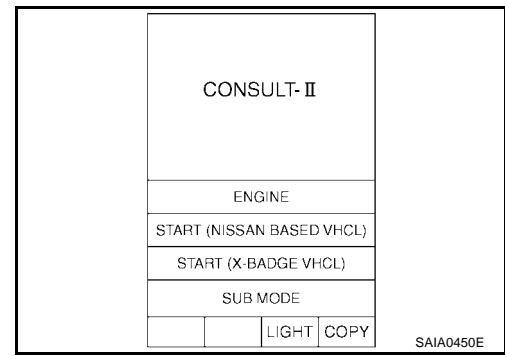 CONSULT-Ⅱ
ENGINE
START (NISSAN BASED VHCL)
START (X-BADGE VHCL)
SUB MODE
LIGHT COPY
SAIA0450E